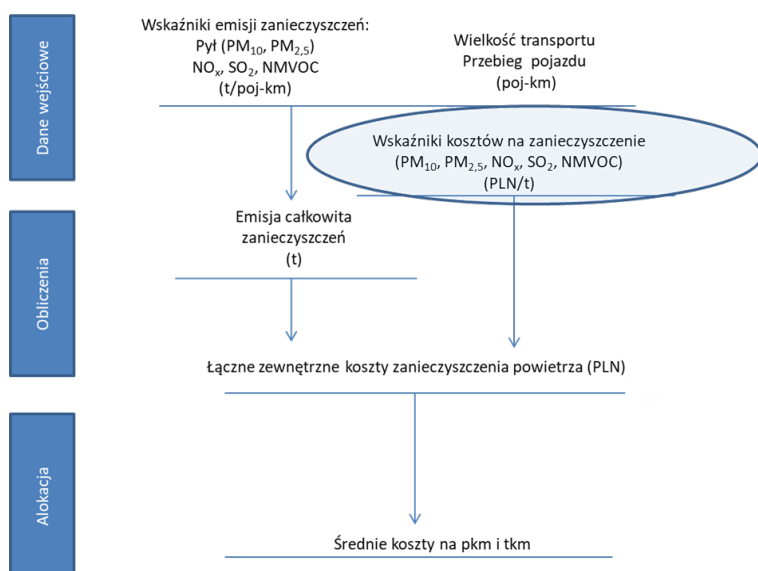 Dane wejściowe
Wskaźniki emisji zanieczyszczeń:
Pył (PM₁₀, PM₂,₅)
NOₓ, SO₂, NMVOC
(t/poj-km)
Wielkość transportu
Przebieg pojazdu
(poj-km)
Wskaźniki kosztów na zanieczyszczenie
(PM₁₀, PM₂,₅, NOₓ, SO₂, NMVOC)
(PLN/t)
Obliczenia
Emisja całkowita
zanieczyszczeń
(t)
Łączne zewnętrzne koszty zanieczyszczenia powietrza (PLN)
Alokacja
Średnie koszty na pkm i tkm